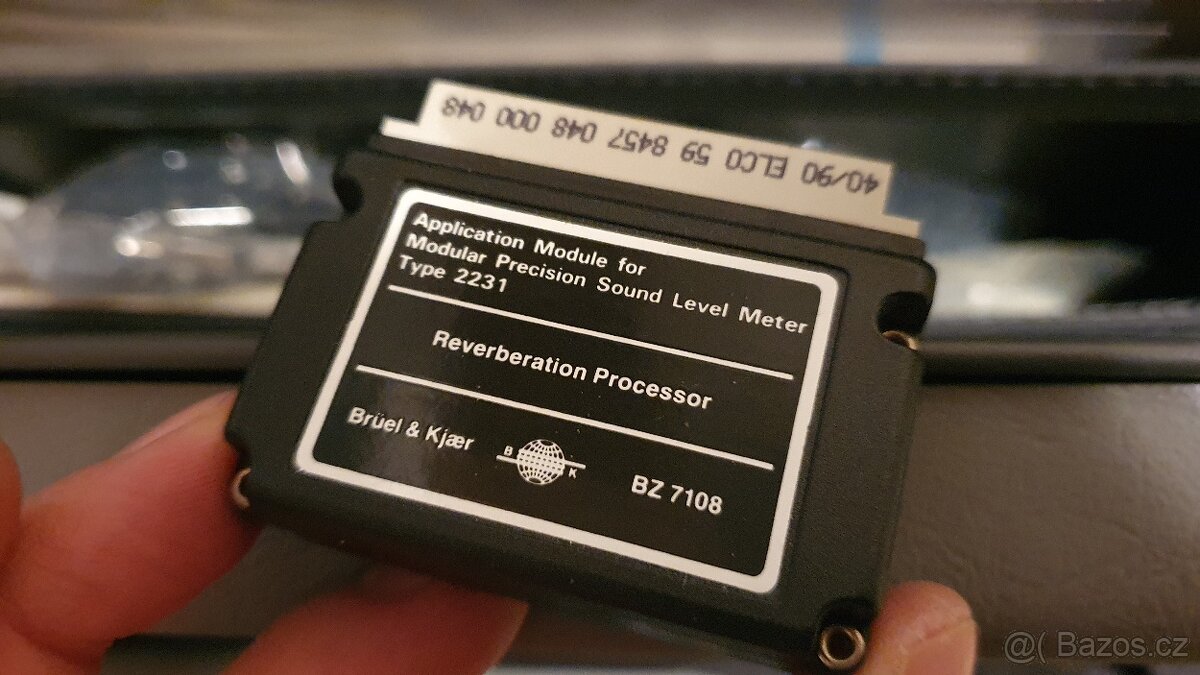 40/90 ELCO 59 8457 048 000 048
Application Module for
Modular Precision Sound Level Meter
Type 2231
Reverberation Processor
Brüel & Kjær
B K
BZ 7108
@( Bazos.cz